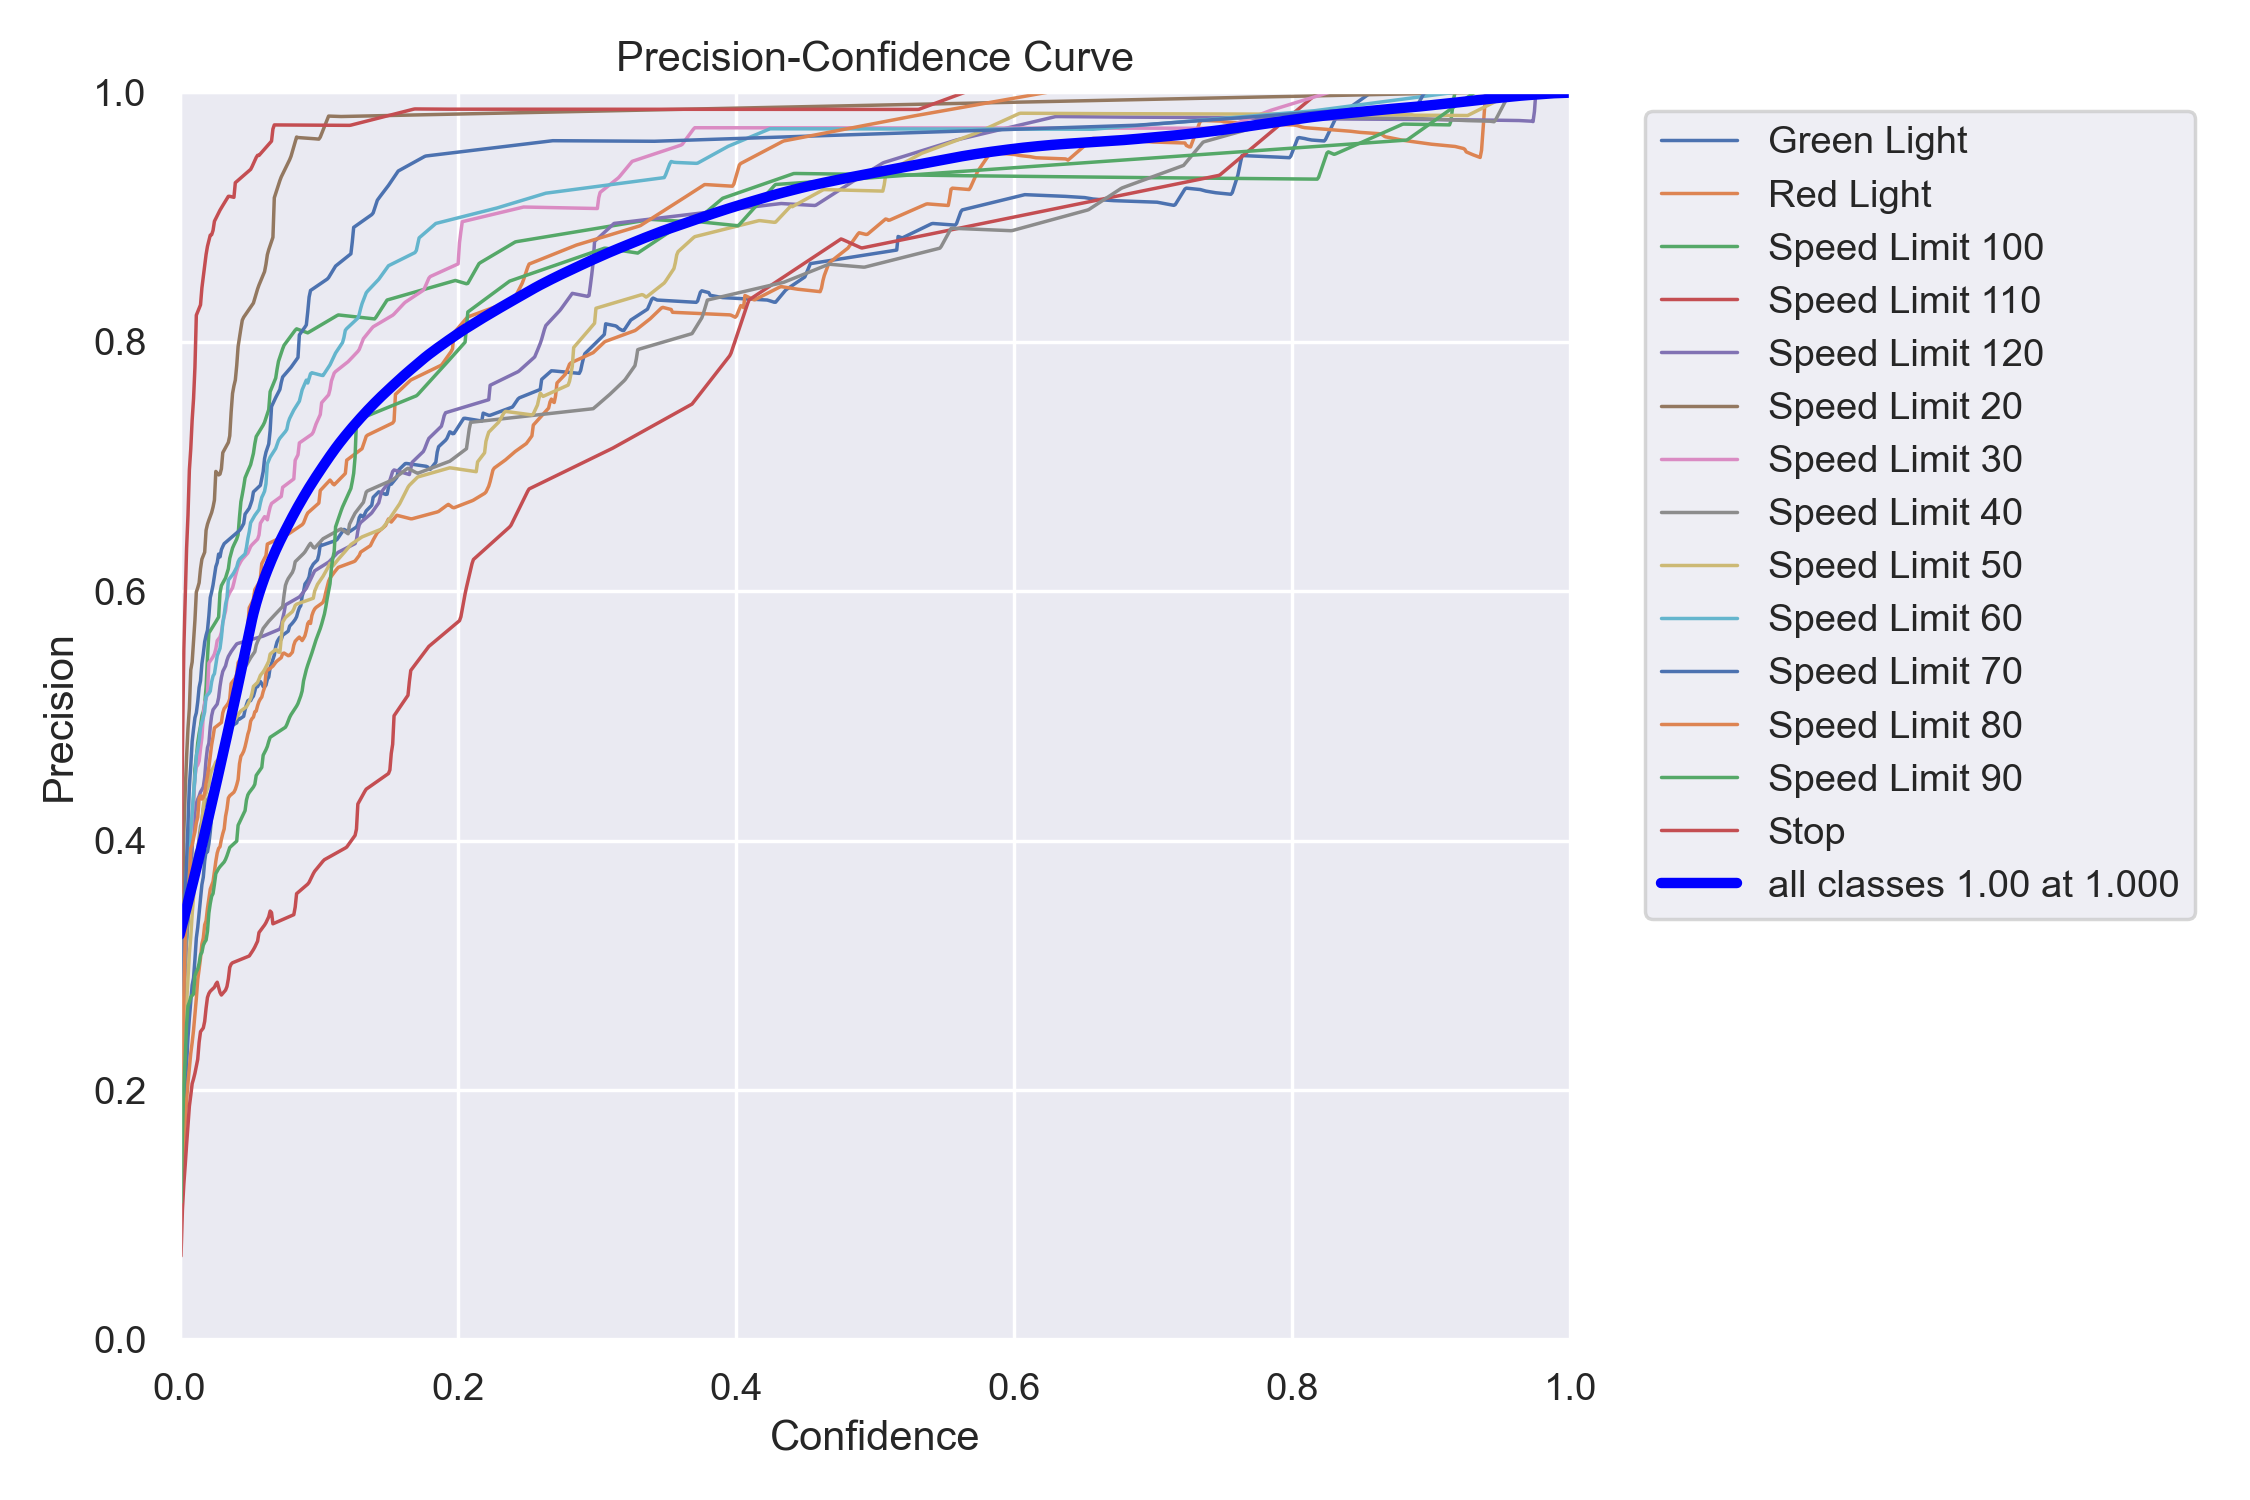 Precision-Confidence Curve
1.0
0.8
0.6
0.4
0.2
0.0
Precision
0.0 0.2 0.4 0.6 0.8 1.0
Confidence
Green Light
Red Light
Speed Limit 100
Speed Limit 110
Speed Limit 120
Speed Limit 20
Speed Limit 30
Speed Limit 40
Speed Limit 50
Speed Limit 60
Speed Limit 70
Speed Limit 80
Speed Limit 90
Stop
all classes 1.00 at 1.000